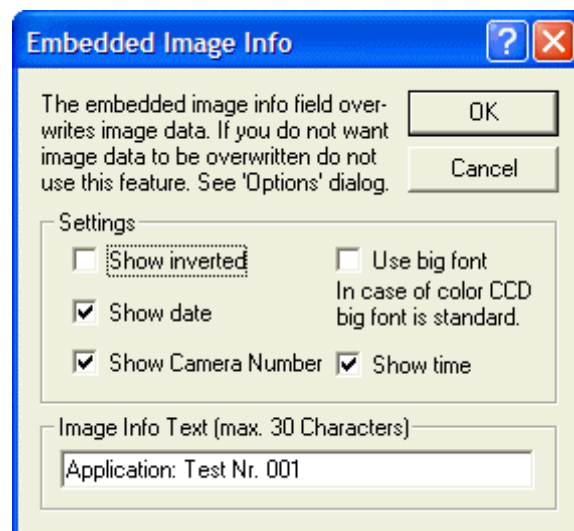 Embedded Image Info
The embedded image info field over-
writes image data. If you do not want
image data to be overwritten do not
use this feature. See 'Options' dialog.
OK
Cancel
Settings
Show inverted
Use big font
In case of color CCD
big font is standard.
Show date
Show Camera Number
Show time
Image Info Text (max. 30 Characters)
Application: Test Nr. 001